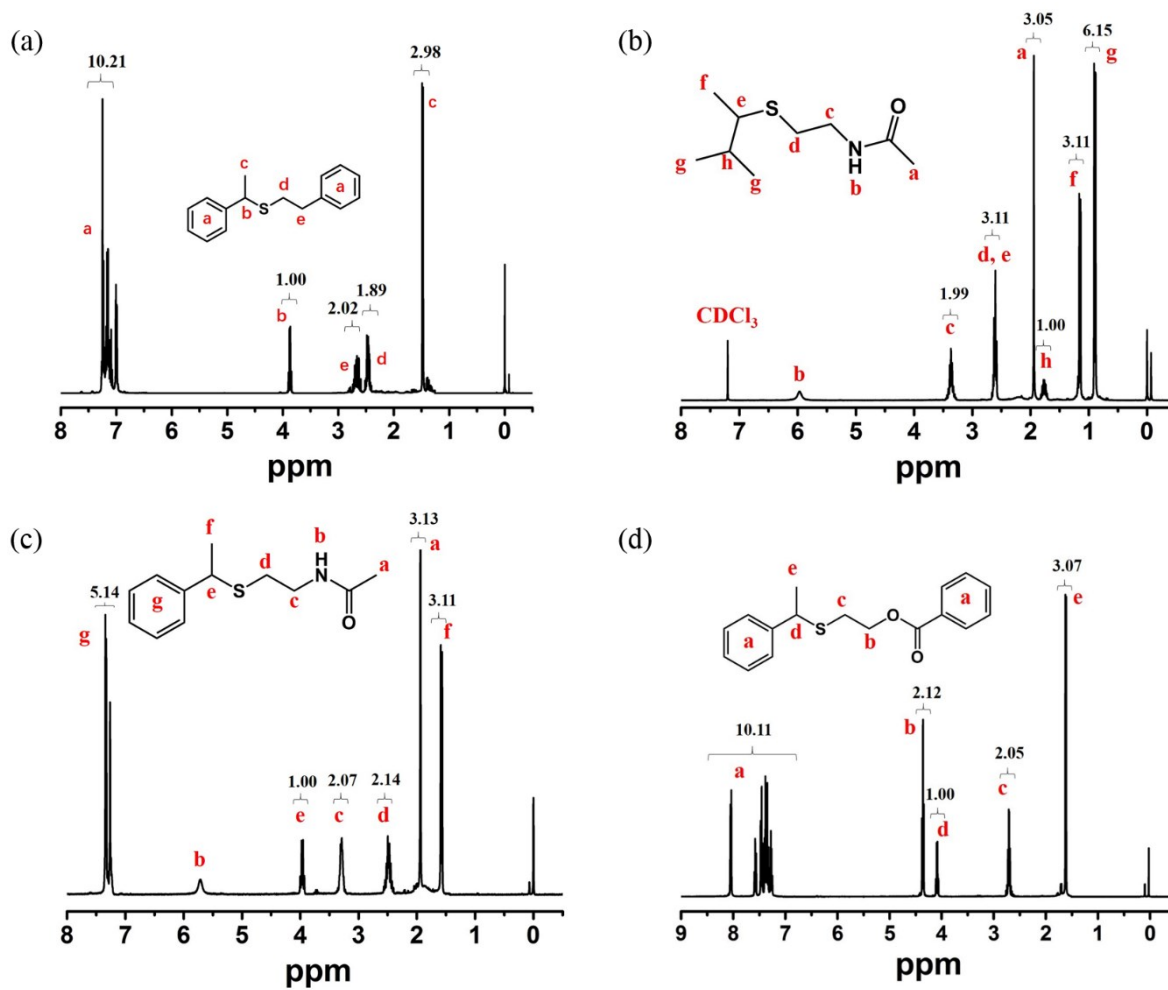 (a)
10.21
2.98
c
c
d
a
a
b
S
e
a
1.00
b
2.02
1.89
e
d
8 7 6 5 4 3 2 1 0
ppm
(b)
3.05
6.15
a
g
f
e
S
c
O
d
N
H
b
a
g
h
g
3.11
f
3.11
d, e
1.99
c
1.00
h
CDCl3
b
8 7 6 5 4 3 2 1 0
ppm
(c)
3.13
a
f
b
H
N
d
a
S
e
c
O
g
5.14
g
3.11
f
1.00
e
2.07
c
2.14
d
b
8 7 6 5 4 3 2 1 0
ppm
(d)
3.07
e
e
c
a
a
d
S
b
O
O
2.12
b
10.11
a
1.00
d
2.05
c
9 8 7 6 5 4 3 2 1 0
ppm